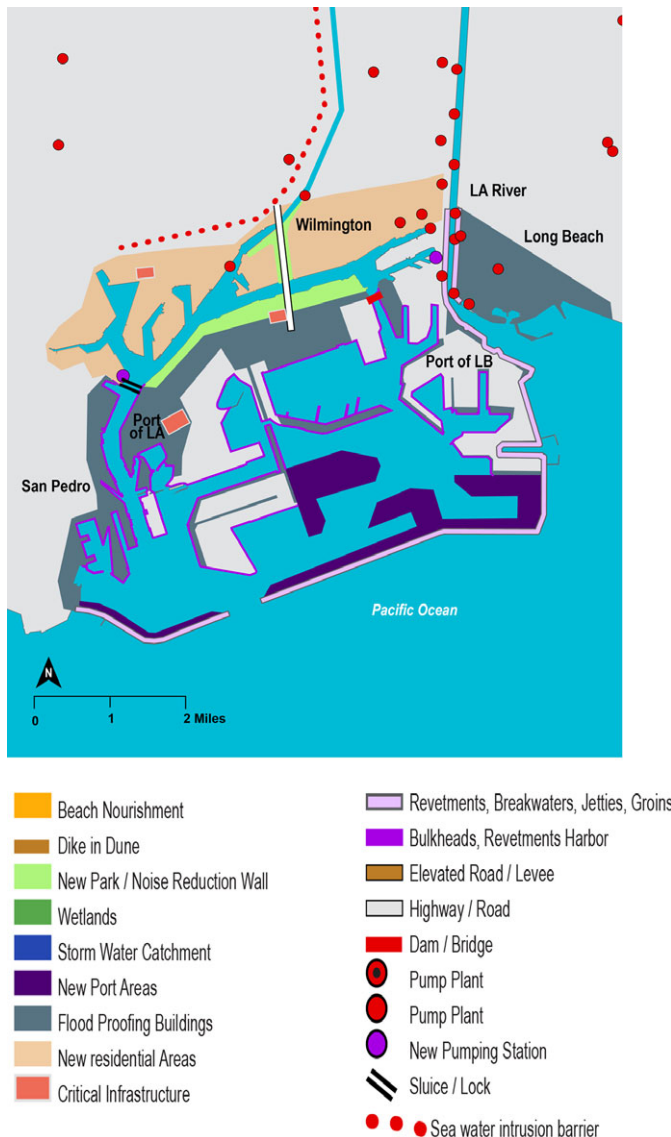 LA River
Wilmington
Long Beach
Port of LB
Port
of LA
San Pedro
Pacific Ocean
N
0 1 2 Miles
Beach Nourishment
Dike in Dune
New Park / Noise Reduction Wall
Wetlands
Storm Water Catchment
New Port Areas
Flood Proofing Buildings
New residential Areas
Critical Infrastructure
Revetments, Breakwaters, Jetties, Groins
Bulkheads, Revetments Harbor
Elevated Road / Levee
Highway / Road
Dam / Bridge
Pump Plant
Pump Plant
New Pumping Station
Sluice / Lock
Sea water intrusion barrier